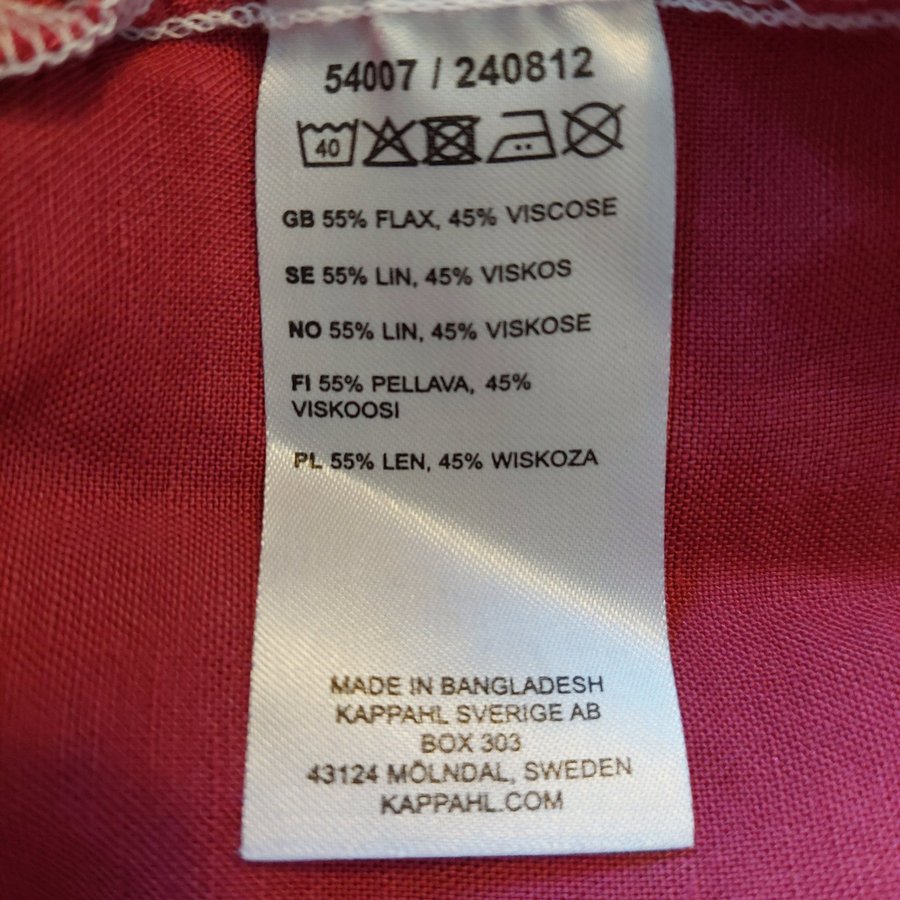 54007 / 240812
40
GB 55% FLAX, 45% VISCOSE
SE 55% LIN, 45% VISKOS
NO 55% LIN, 45% VISKOSE
FI 55% PELLAVA, 45%
VISKOOSI
PL 55% LEN, 45% WISKOZA
MADE IN BANGLADESH
KAPPAHL SVERIGE AB
BOX 303
43124 MÖLNDAL, SWEDEN
KAPPAHL.COM